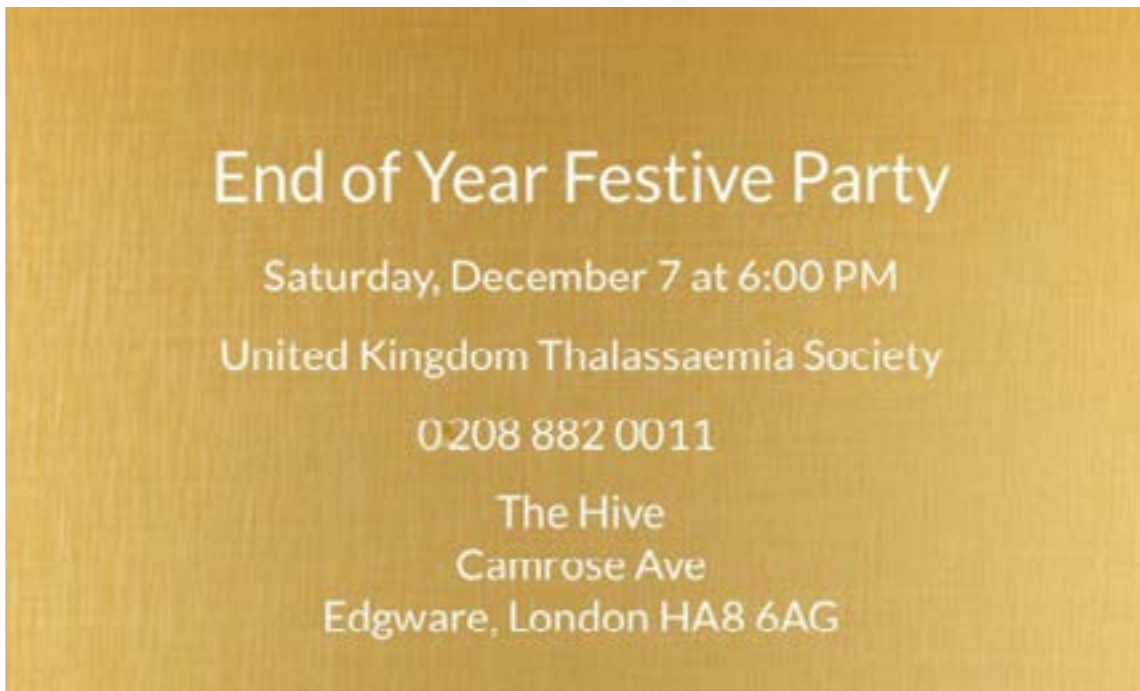 End of Year Festive Party
Saturday, December 7 at 6:00 PM
United Kingdom Thalassaemia Society
0208 882 0011
The Hive
Camrose Ave
Edgware, London HA8 6AG